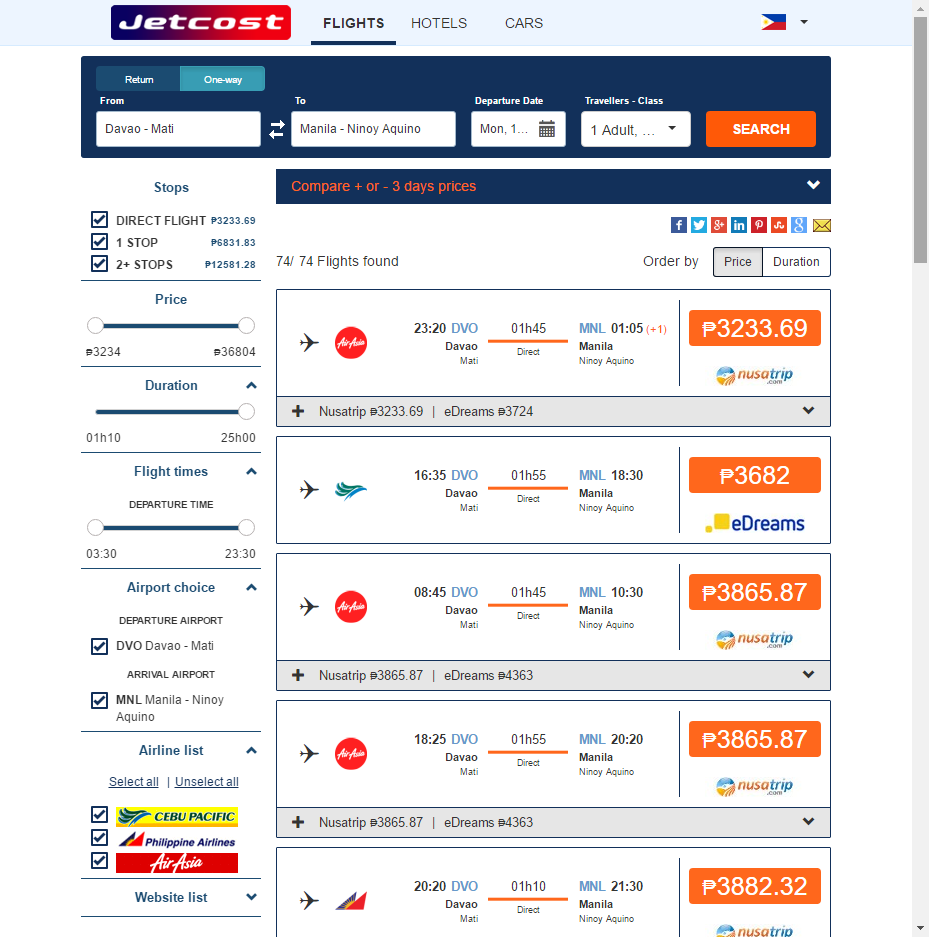 Jetcost
FLIGHTS HOTELS CARS
Return One-way
From To Departure Date Travellers - Class
Davao - Mati Manila - Ninoy Aquino Mon, 1... 1 Adult, ... SEARCH
Stops
DIRECT FLIGHT ₱3233.69
1 STOP ₱6831.83
2+ STOPS ₱12581.28
Price
₱3234 ₱36804
Duration
01h10 25h00
Flight times
DEPARTURE TIME
03:30 23:30
Airport choice
DEPARTURE AIRPORT
DVO Davao - Mati
ARRIVAL AIRPORT
MNL Manila - Ninoy
Aquino
Airline list
Select all | Unselect all
CEBU PACIFIC
Philippine Airlines
AirAsia
Website list
Compare + or - 3 days prices
74/ 74 Flights found Order by Price Duration
AirAsia
23:20 DVO 01h45 MNL 01:05 (+1) ₱3233.69
Davao Direct Manila
Mati Ninoy Aquino nusatrip.com
Nusatrip ₱3233.69 | eDreams ₱3724
16:35 DVO 01h55 MNL 18:30 ₱3682
Davao Direct Manila
Mati Ninoy Aquino eDreams
AirAsia
08:45 DVO 01h45 MNL 10:30 ₱3865.87
Davao Direct Manila
Mati Ninoy Aquino nusatrip.com
Nusatrip ₱3865.87 | eDreams ₱4363
AirAsia
18:25 DVO 01h55 MNL 20:20 ₱3865.87
Davao Direct Manila
Mati Ninoy Aquino nusatrip.com
Nusatrip ₱3865.87 | eDreams ₱4363
20:20 DVO 01h10 MNL 21:30 ₱3882.32
Davao Direct Manila
Mati Ninoy Aquino nusatrip